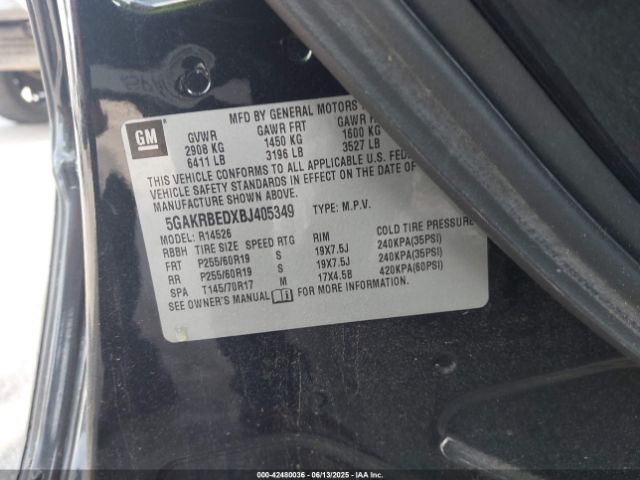 MFD BY GENERAL MOTORS
GM
GVWR GAWR FRT GAWR
2908 KG 1450 KG 1600 KG
6411 LB 3196 LB 3527 LB
THIS VEHICLE CONFORMS TO ALL APPLICABLE U.S.
VEHICLE SAFETY STANDARDS IN EFFECT ON THE DATE OF
MANUFACTURE SHOWN ABOVE.
5GAKRBEDXBJ405349 TYPE: M.P.V.
MODEL: R14526
RBBH TIRE SIZE SPEED RTG RIM COLD TIRE PRESSURE
FRT P255/60R19 S 19X7.5J 240KPA(35PSI)
RR P255/60R19 S 19X7.5J 240KPA(35PSI)
SPA T145/70R17 M 17X4.5B 420KPA(60PSI)
SEE OWNER'S MANUAL FOR MORE INFORMATION.
000-42480036 - 06/13/2025 - IAA Inc.